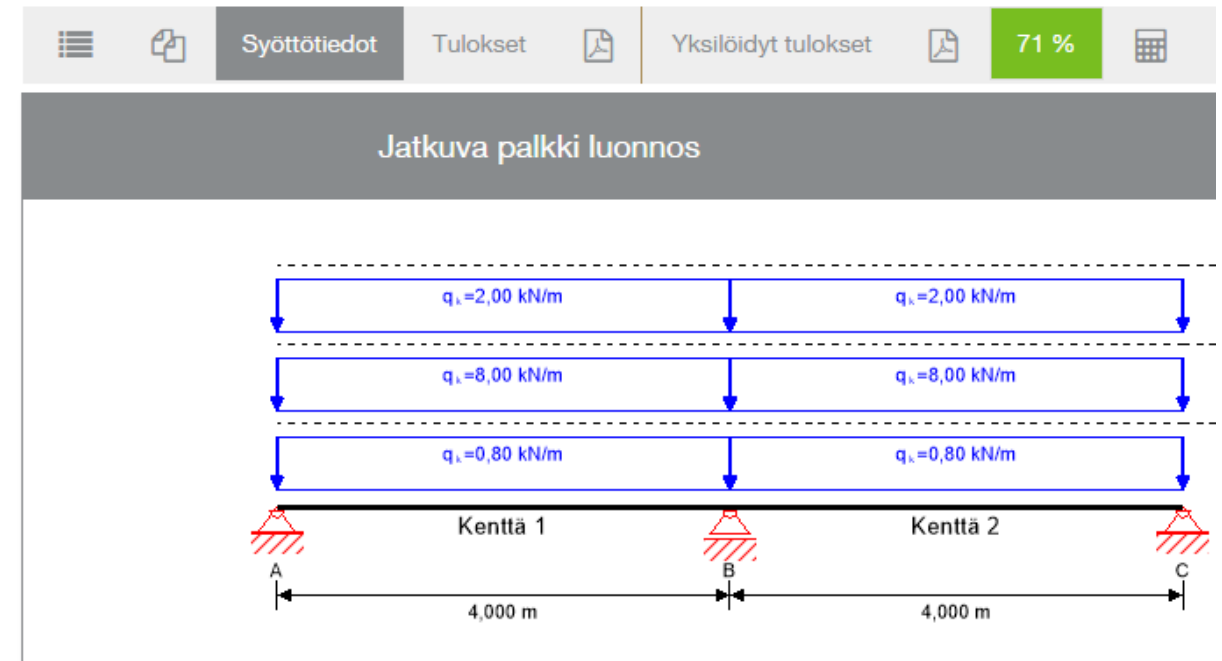 Syöttötiedot Tulokset Yksilöidyt tulokset 71 %
Jatkuva palkki luonnos
qₖ=2,00 kN/m qₖ=2,00 kN/m
qₖ=8,00 kN/m qₖ=8,00 kN/m
qₖ=0,80 kN/m qₖ=0,80 kN/m
Kenttä 1 Kenttä 2
A B C
4,000 m 4,000 m